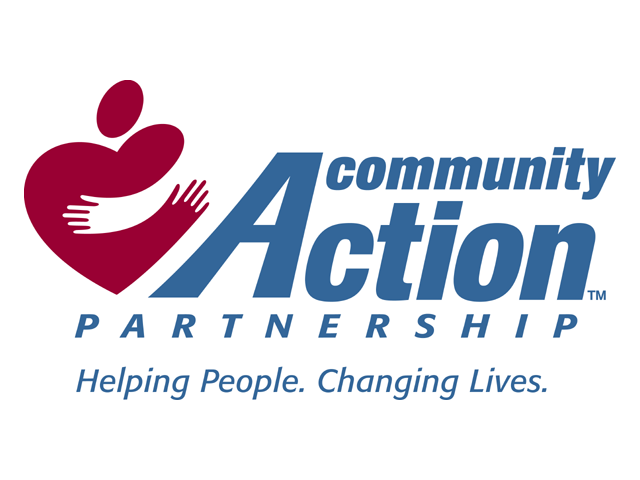 community
Action™
PARTNERSHIP
Helping People. Changing Lives.